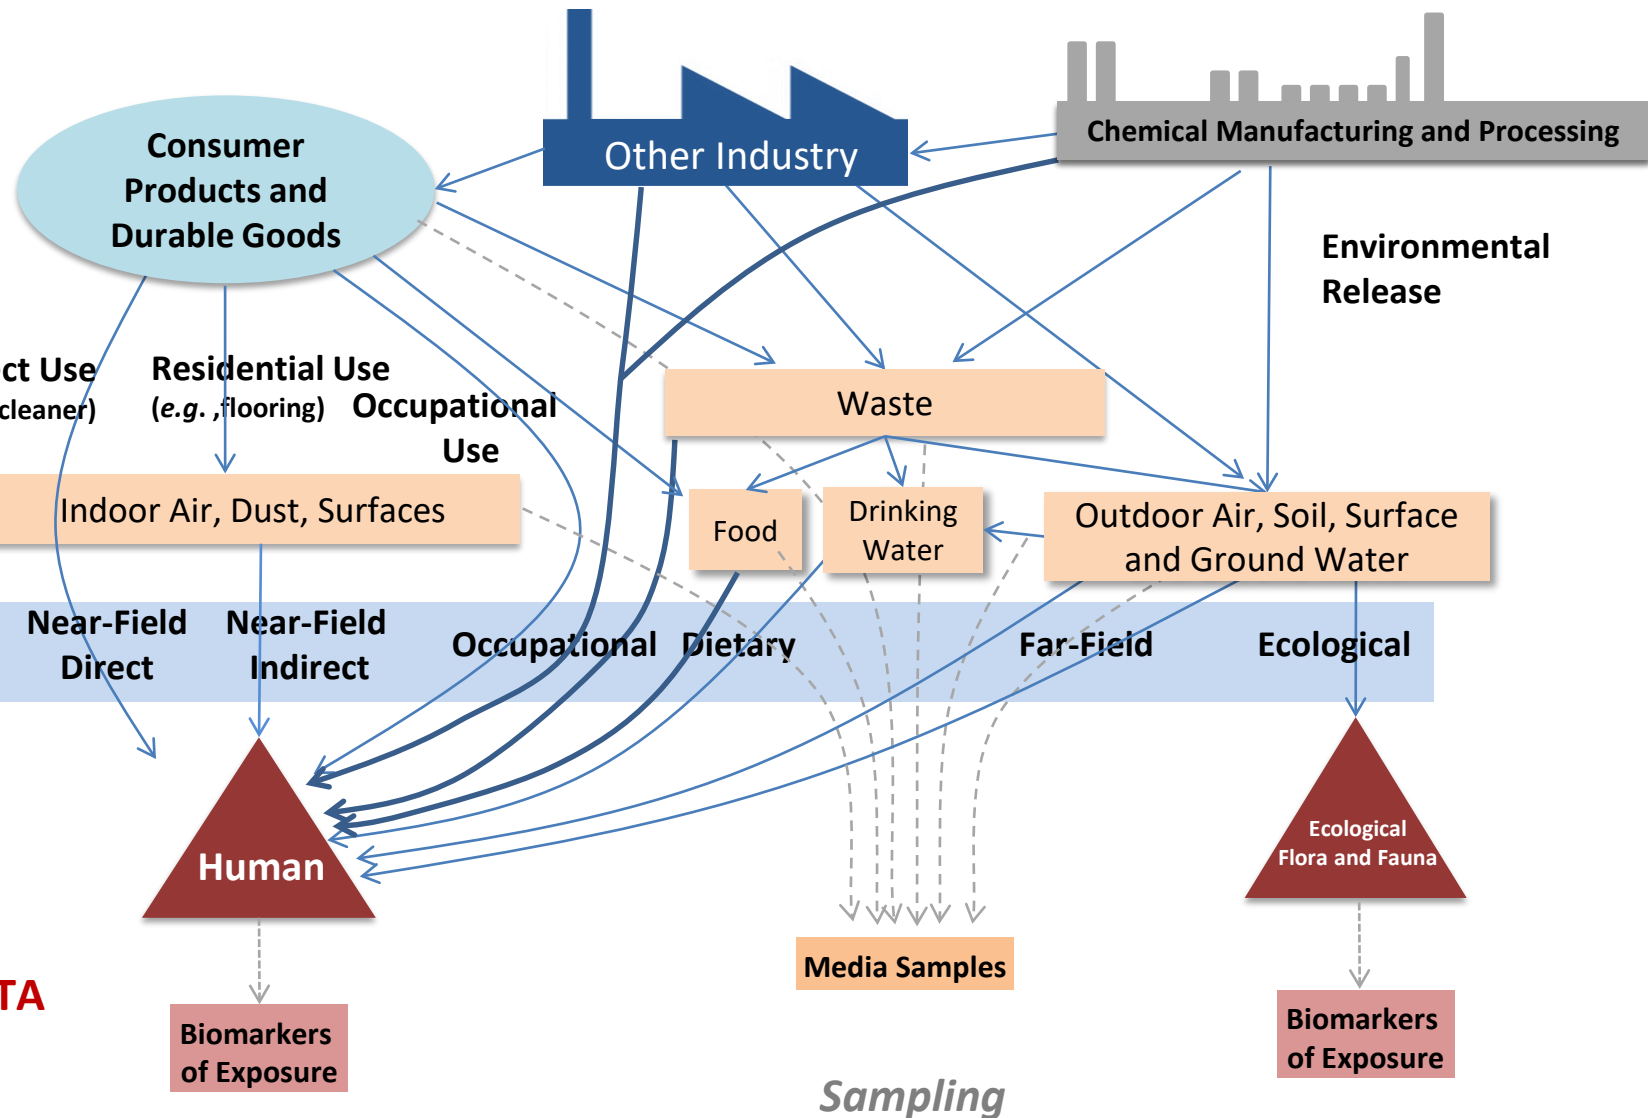 Consumer
Products and
Durable Goods
Other Industry
Chemical Manufacturing and Processing
Environmental
Release
ct Use
cleaner)
Residential Use
(e.g. ,flooring)
Occupational
Use
Waste
Indoor Air, Dust, Surfaces
Food
Drinking
Water
Outdoor Air, Soil, Surface
and Ground Water
Near-Field
Direct
Near-Field
Indirect
Occupational
Dietary
Far-Field
Ecological
Human
Ecological
Flora and Fauna
Media Samples
TA
Biomarkers
of Exposure
Biomarkers
of Exposure
Sampling